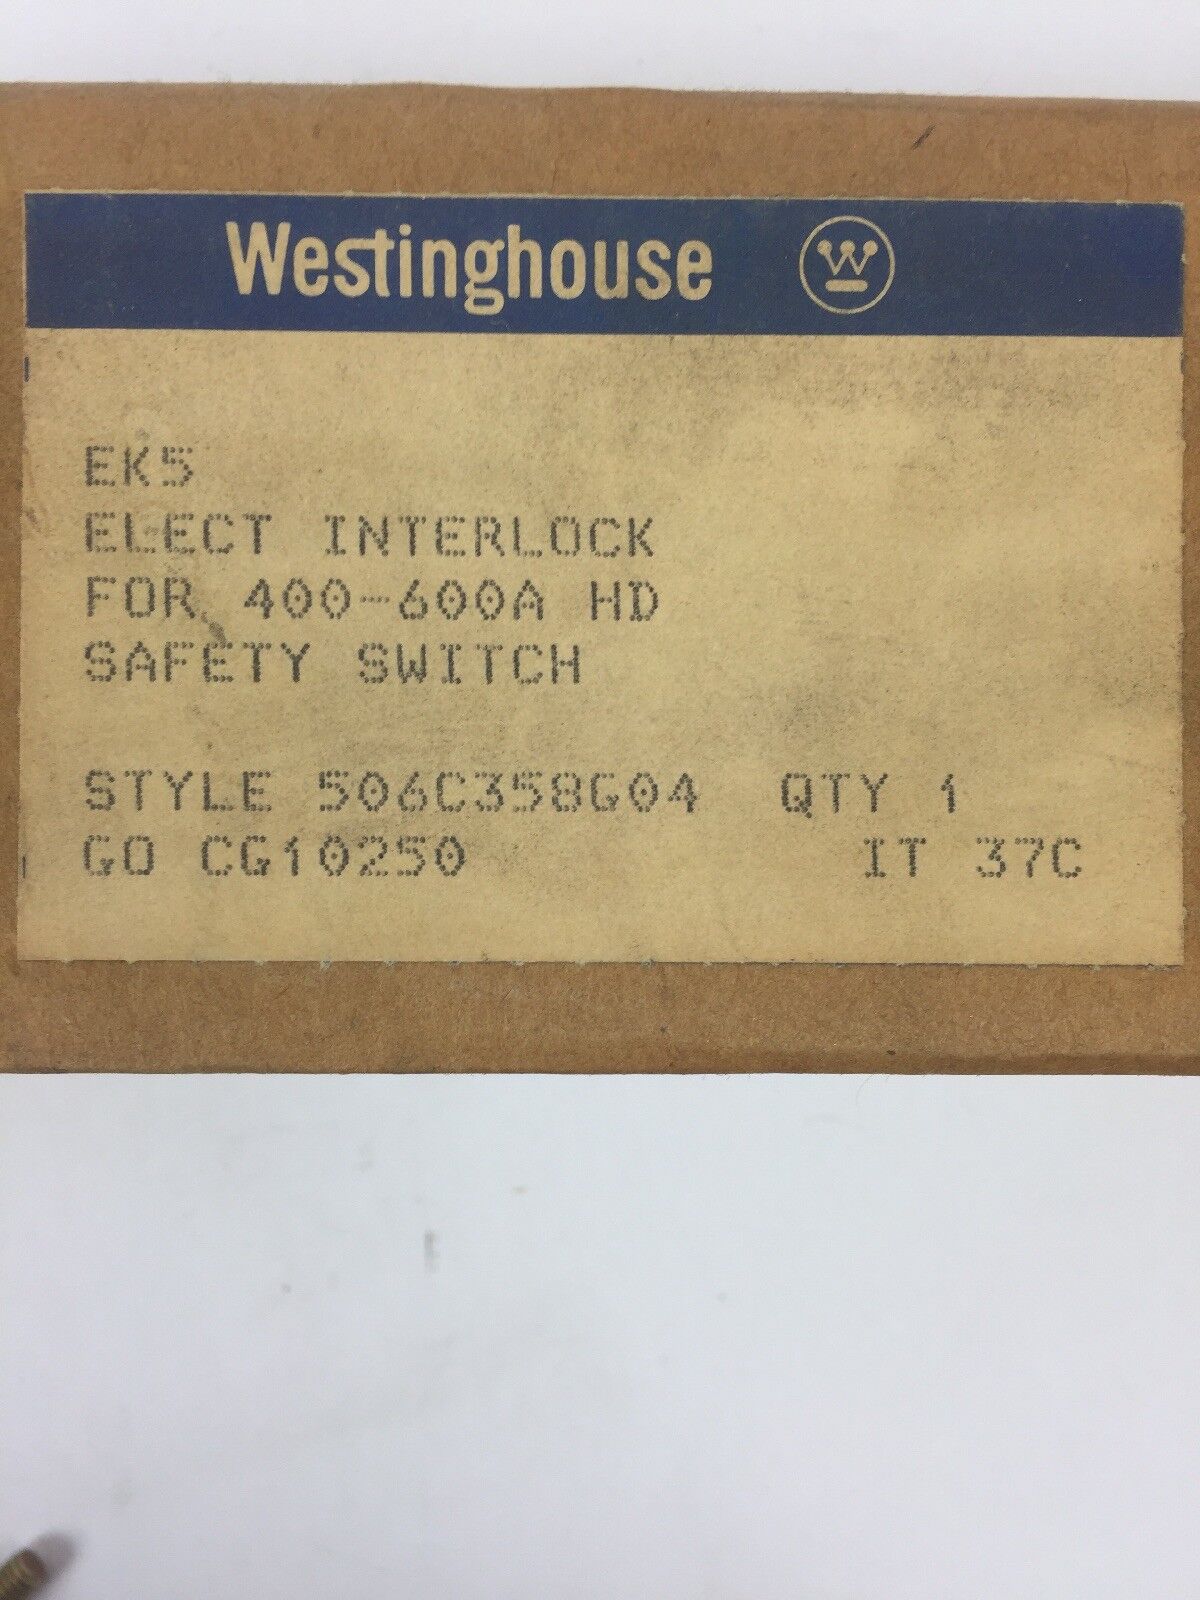 Westinghouse W
EK5
ELECT INTERLOCK
FOR 400-600A HD
SAFETY SWITCH
STYLE 506C358G04 QTY 1
GO CG10250 IT 37C